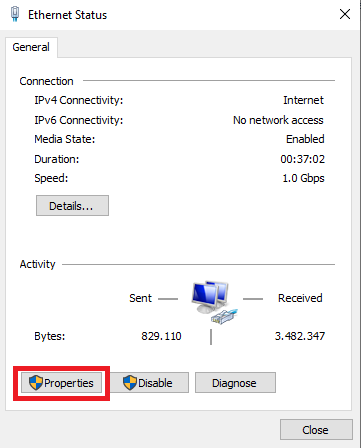 Ethernet Status
General
Connection
IPv4 Connectivity: Internet
IPv6 Connectivity: No network access
Media State: Enabled
Duration: 00:37:02
Speed: 1.0 Gbps
Details...
Activity
Sent Received
Bytes: 829.110 3.482.347
Properties Disable Diagnose
Close